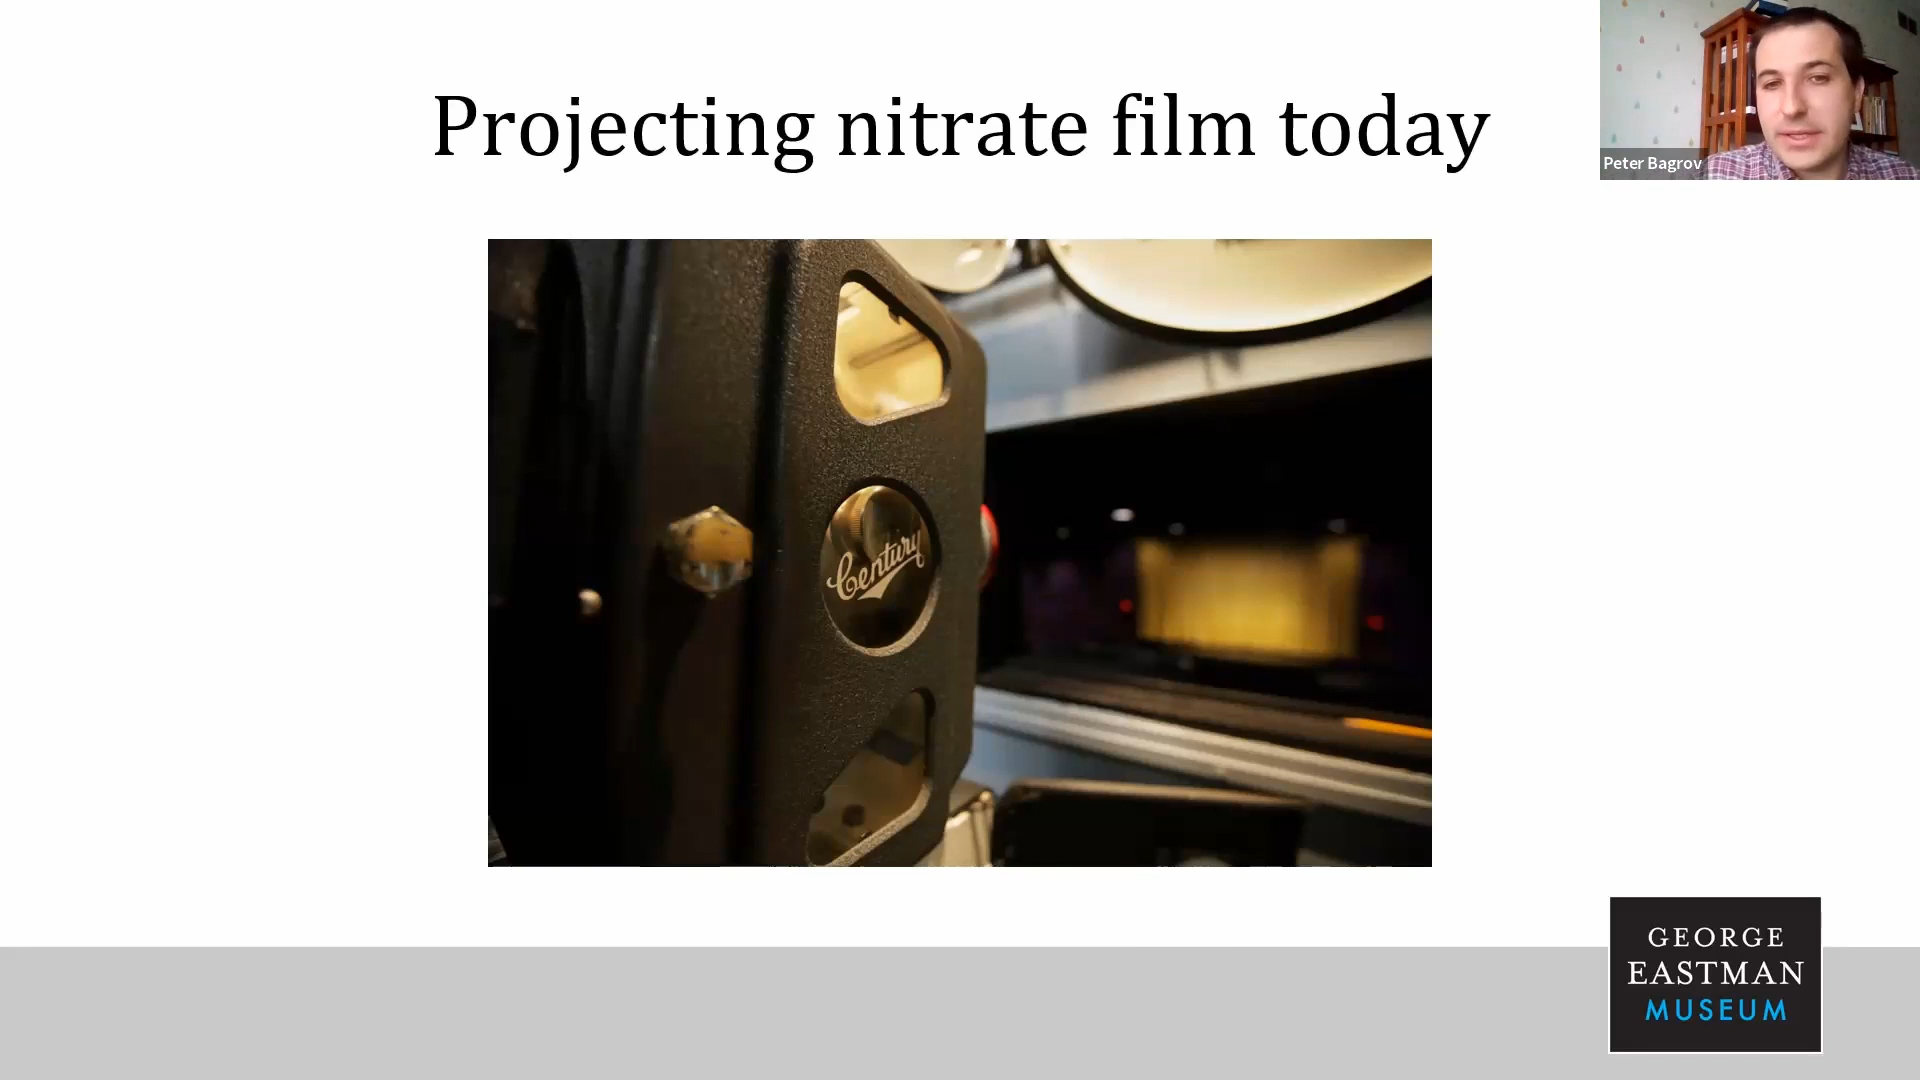 Projecting nitrate film today
Peter Bagrov
Century
GEORGE
EASTMAN
MUSEUM